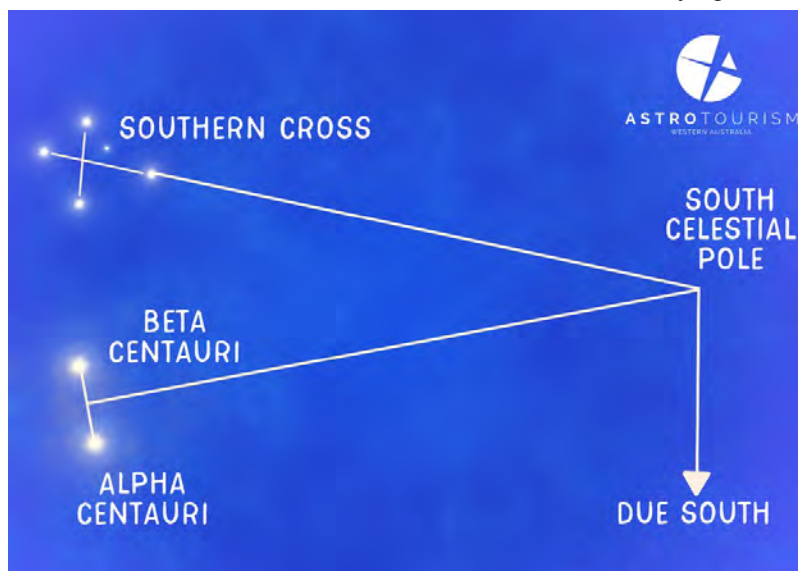 SOUTHERN CROSS
ASTROTOURISM
WESTERN AUSTRALIA
SOUTH
CELESTIAL
POLE
BETA
CENTAURI
ALPHA
CENTAURI
DUE SOUTH